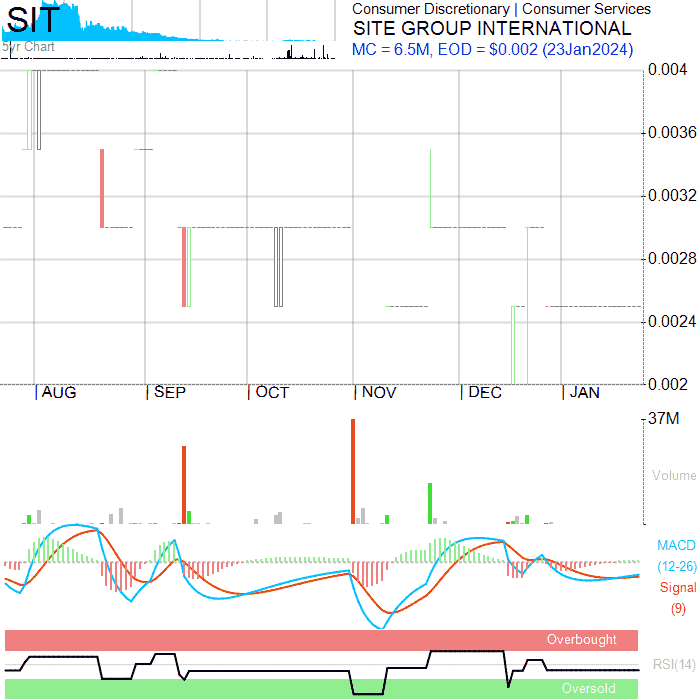 SIT
5yr Chart
Consumer Discretionary | Consumer Services
SITE GROUP INTERNATIONAL
MC = 6.5M, EOD = $0.002 (23Jan2024)
0.004
0.0036
0.0032
0.0028
0.0024
0.002
AUG
SEP
OCT
NOV
DEC
JAN
37M
Volume
MACD
(12-26)
Signal
(9)
Overbought
RSI(14)
Oversold